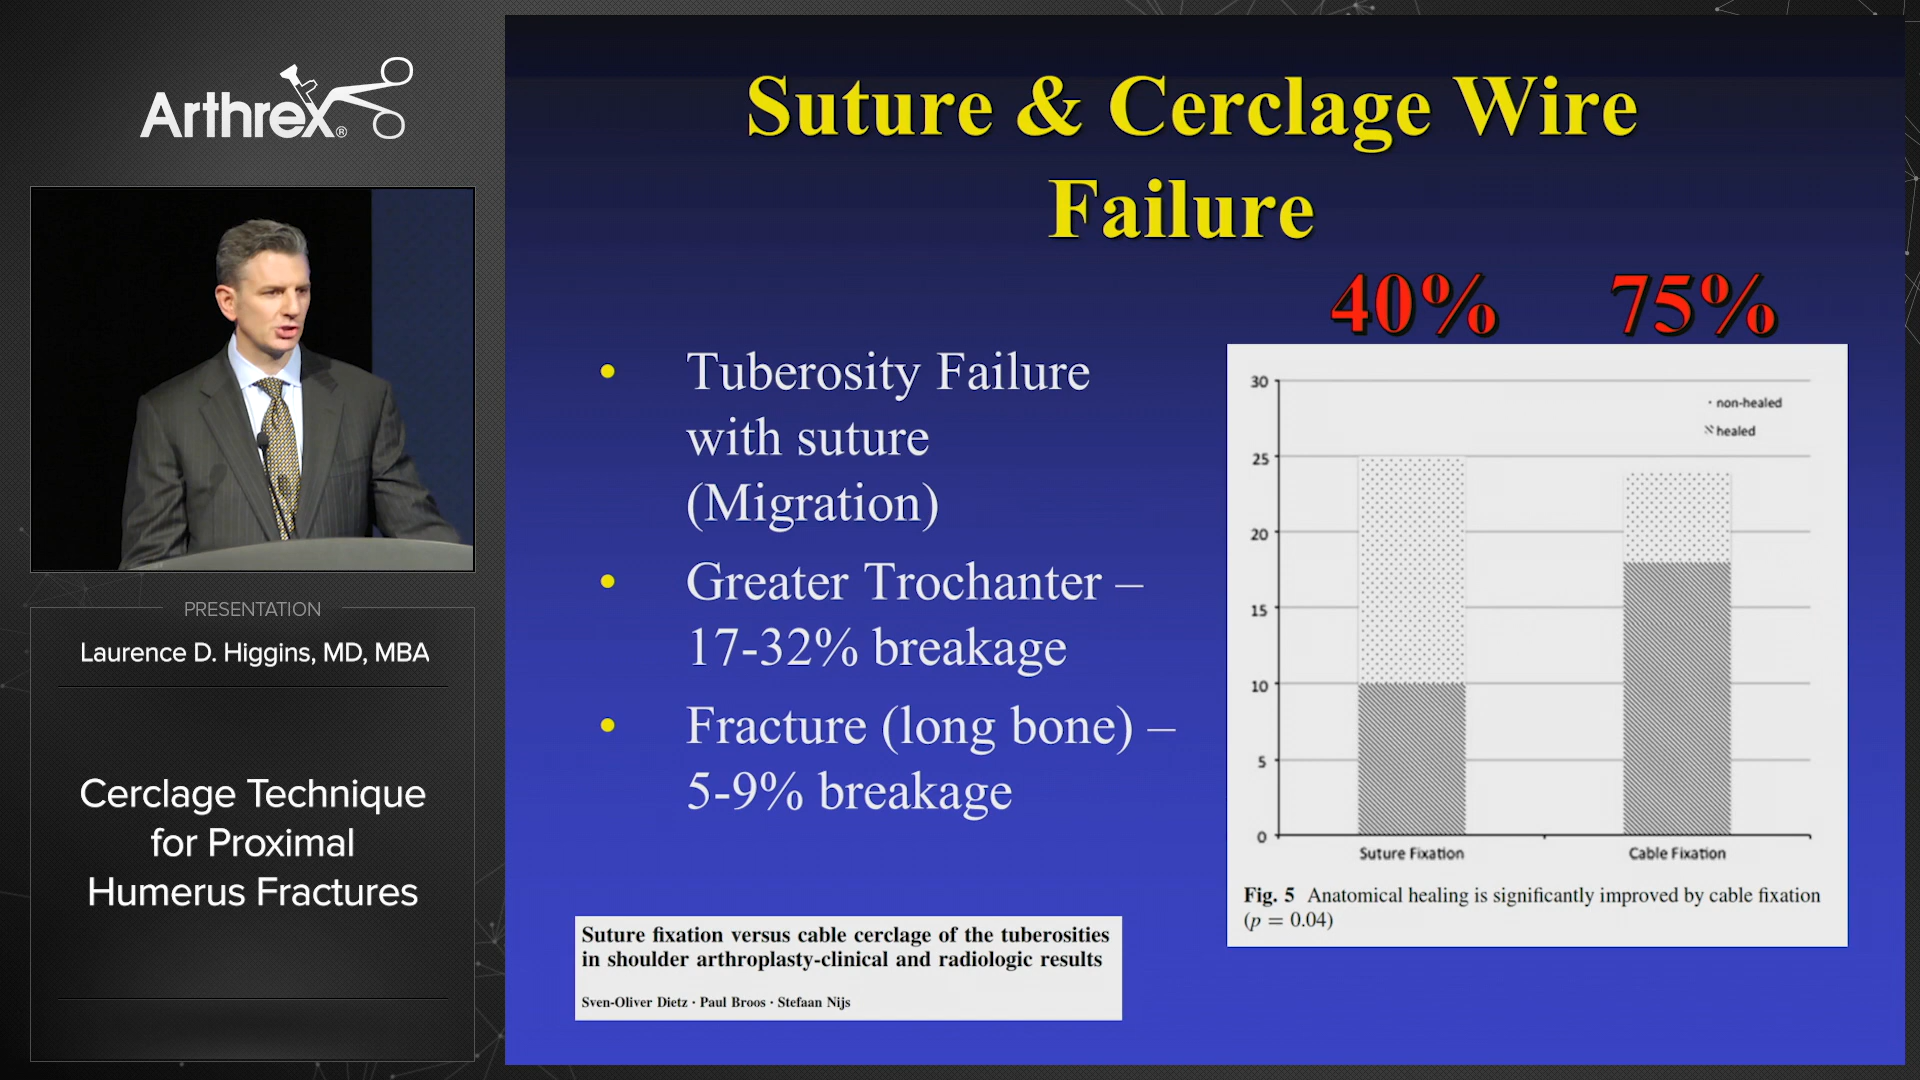 Arthrex®
PRESENTATION
Laurence D. Higgins, MD, MBA
Cerclage Technique
for Proximal
Humerus Fractures
Suture & Cerclage Wire
Failure
40% 75%
• Tuberosity Failure
with suture
(Migration)
• Greater Trochanter –
17-32% breakage
• Fracture (long bone) –
5-9% breakage
Suture fixation versus cable cerclage of the tuberosities
in shoulder arthroplasty-clinical and radiologic results
Sven-Oliver Dietz · Paul Broos · Stefaan Nijs
30
25
20
15
10
5
0
non-healed
healed
Suture Fixation
Cable Fixation
Fig. 5 Anatomical healing is significantly improved by cable fixation
(p = 0.04)